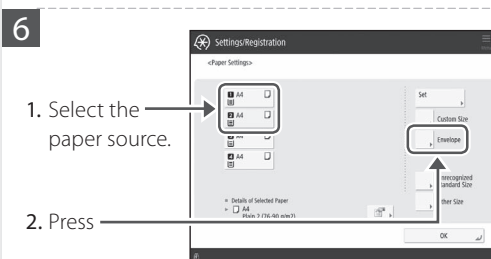 6
Settings/Registration
<Paper Settings>
1. Select the
paper source.
1 A4
2 A4
A4
4 A4
Set
Custom Size
Envelope
Details of Selected Paper
A4
Plain 2 (76-90 g/m2)
OK
2. Press